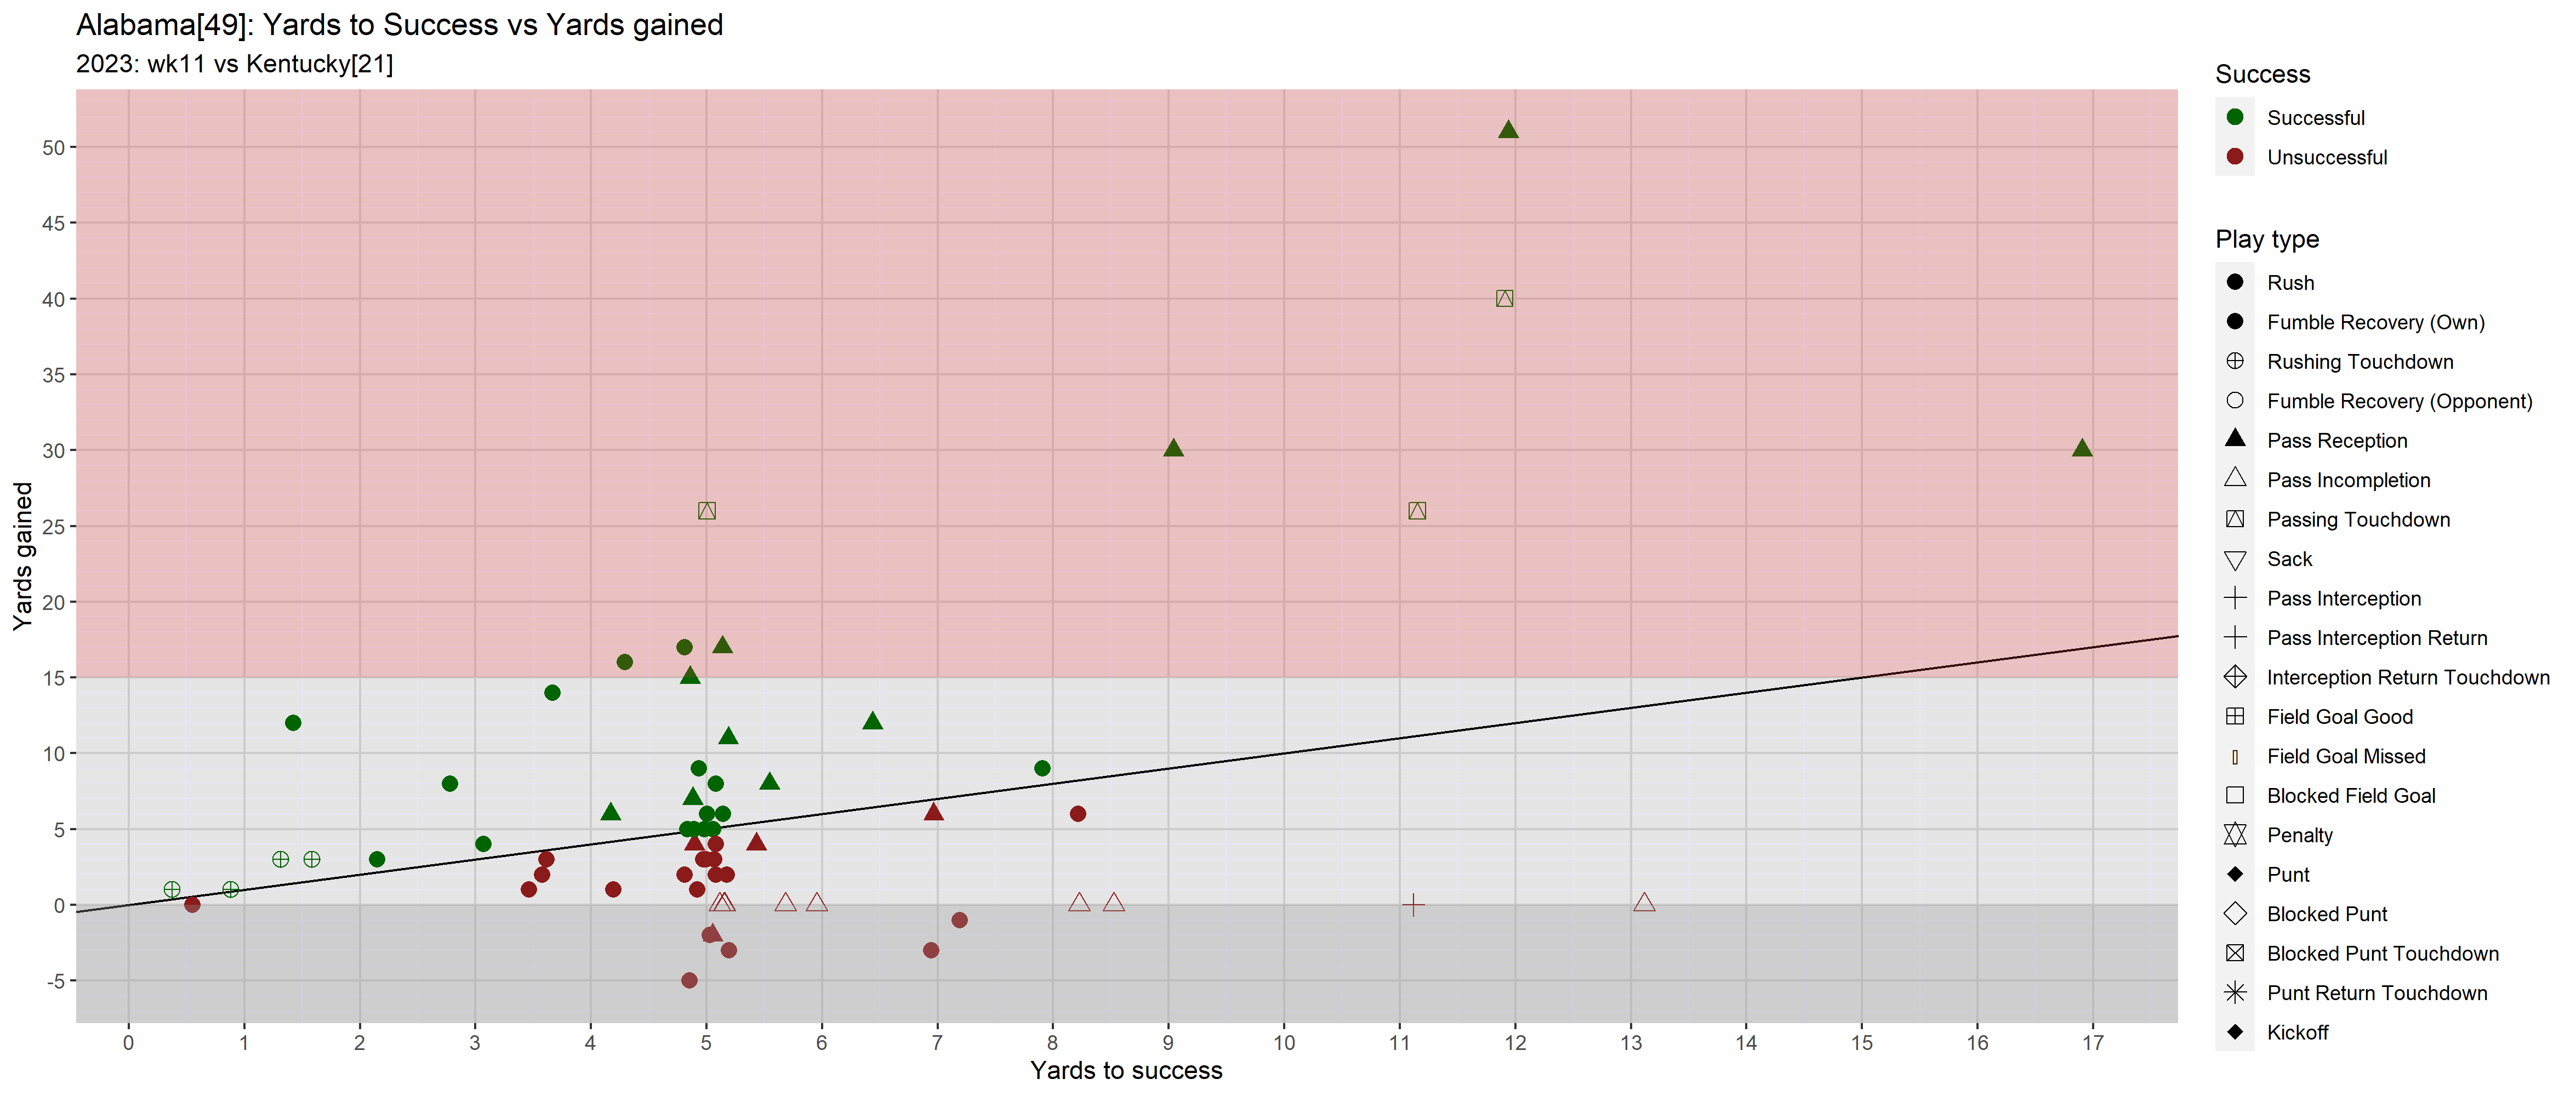 Alabama[49]: Yards to Success vs Yards gained
2023: wk11 vs Kentucky[21]
Yards gained
50
45
40
35
30
25
20
15
10
5
0
-5
0 1 2 3 4 5 6 7 8 9 10 11 12 13 14 15 16 17
Yards to success
Success
Successful
Unsuccessful
Play type
Rush
Fumble Recovery (Own)
Rushing Touchdown
Fumble Recovery (Opponent)
Pass Reception
Pass Incompletion
Passing Touchdown
Sack
Pass Interception
Pass Interception Return
Interception Return Touchdown
Field Goal Good
Field Goal Missed
Blocked Field Goal
Penalty
Punt
Blocked Punt
Blocked Punt Touchdown
Punt Return Touchdown
Kickoff